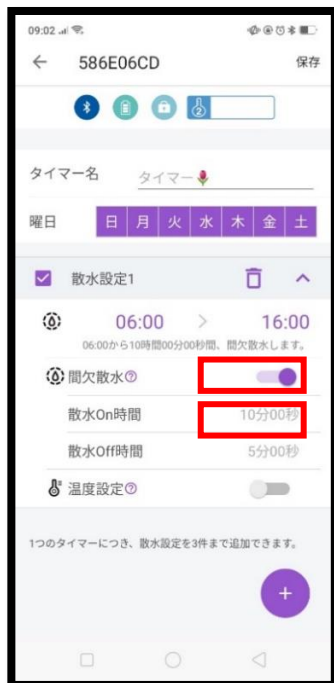 09:02
586E06CD 保存
2
タイマー名 タイマー
曜日 日 月 火 水 木 金 土
散水設定1
06:00 > 16:00
06:00から10時間00分00秒間、間欠散水します。
間欠散水?
散水On時間 10分00秒
散水Off時間 5分00秒
温度設定?
1つのタイマーにつき、散水設定を3件まで追加できます。
+